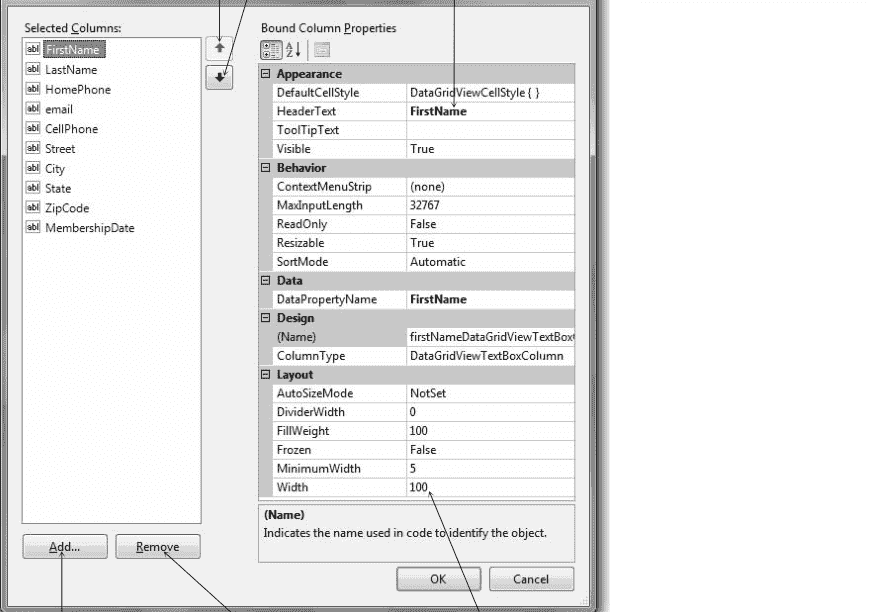 Selected Columns:
FirstName
LastName
HomePhone
email
CellPhone
Street
City
State
ZipCode
MembershipDate
Add...
Remove
Bound Column Properties
Appearance
DefaultCellStyle DataGridViewCellStyle { }
HeaderText FirstName
ToolTipText
Visible True
Behavior
ContextMenuStrip (none)
MaxInputLength 32767
ReadOnly False
Resizable True
SortMode Automatic
Data
DataPropertyName FirstName
Design
(Name) firstNameDataGridViewTextBox
ColumnType DataGridViewTextBoxColumn
Layout
AutoSizeMode NotSet
DividerWidth 0
FillWeight 100
Frozen False
MinimumWidth 5
Width 100
(Name)
Indicates the name used in code to identify the object.
OK
Cancel